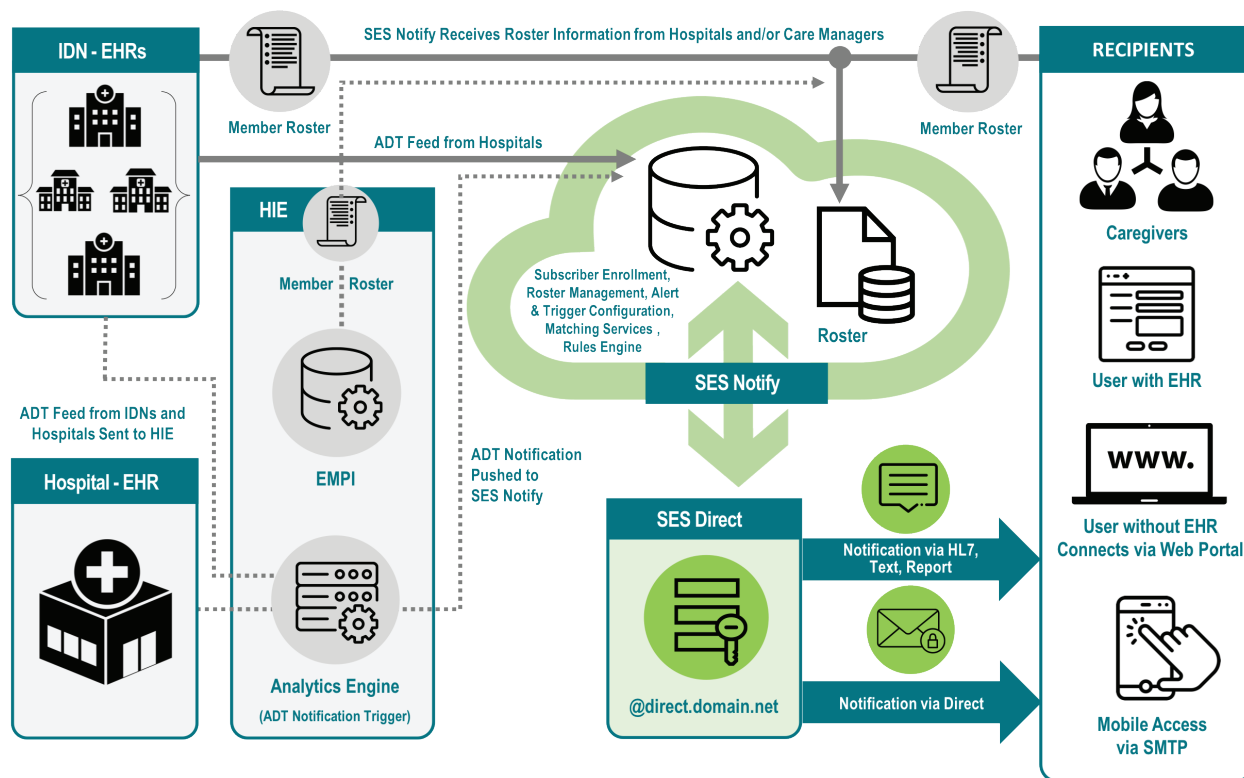 IDN - EHRs
SES Notify Receives Roster Information from Hospitals and/or Care Managers
RECIPIENTS
Member Roster
Member Roster
ADT Feed from Hospitals
HIE
Member Roster
Subscriber Enrollment,
Roster Management, Alert
& Trigger Configuration,
Matching Services ,
Rules Engine
Roster
SES Notify
Caregivers
User with EHR
ADT Feed from IDNs and
Hospitals Sent to HIE
EMPI
ADT Notification
Pushed to
SES Notify
Hospital - EHR
Analytics Engine
(ADT Notification Trigger)
SES Direct
@direct.domain.net
Notification via HL7,
Text, Report
Notification via Direct
www.
User without EHR
Connects via Web Portal
Mobile Access
via SMTP